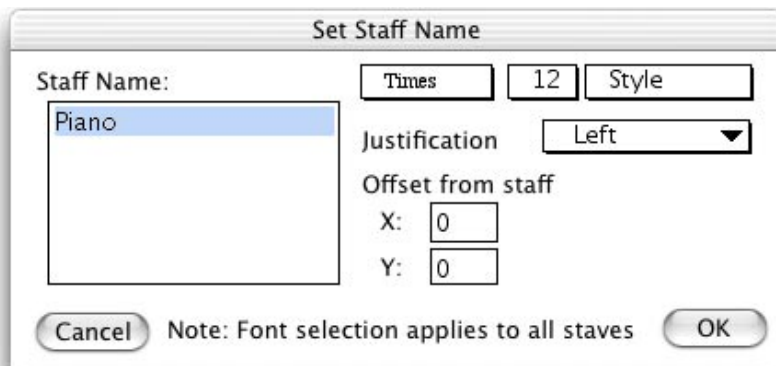 Set Staff Name
Staff Name:
Times 12 Style
Piano
Justification Left
Offset from staff
X: 0
Y: 0
Cancel Note: Font selection applies to all staves OK